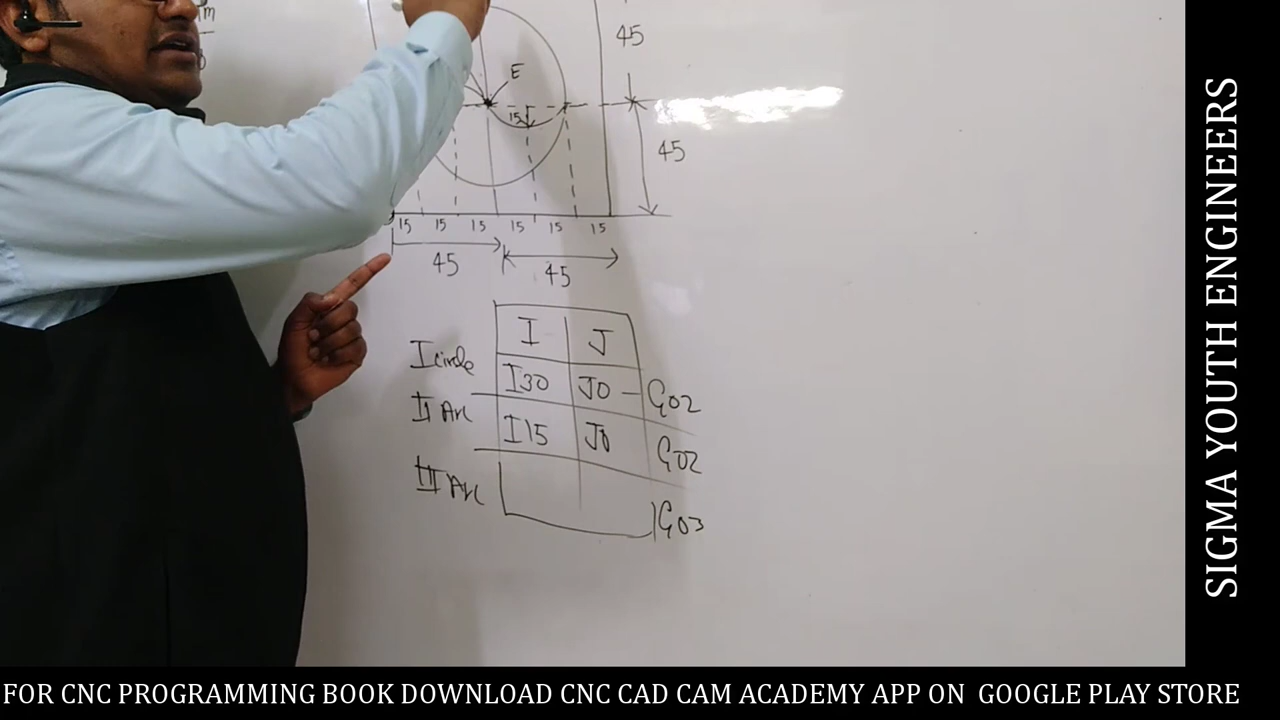 m
45
E
15
45
15 15 15 15 15 15
45 45
I J
I circle I30 J0 - G02
II Arc I15 J0 G02
III Arc G03
SIGMA YOUTH ENGINEERS
FOR CNC PROGRAMMING BOOK DOWNLOAD CNC CAD CAM ACADEMY APP ON GOOGLE PLAY STORE